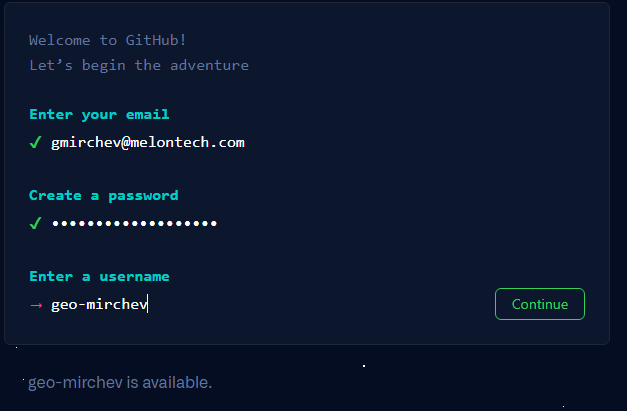 Welcome to GitHub!
Let’s begin the adventure
Enter your email
✓ gmirchev@melontech.com
Create a password
✓ •••••••••••••••••••
Enter a username
→ geo-mirchev
Continue
geo-mirchev is available.